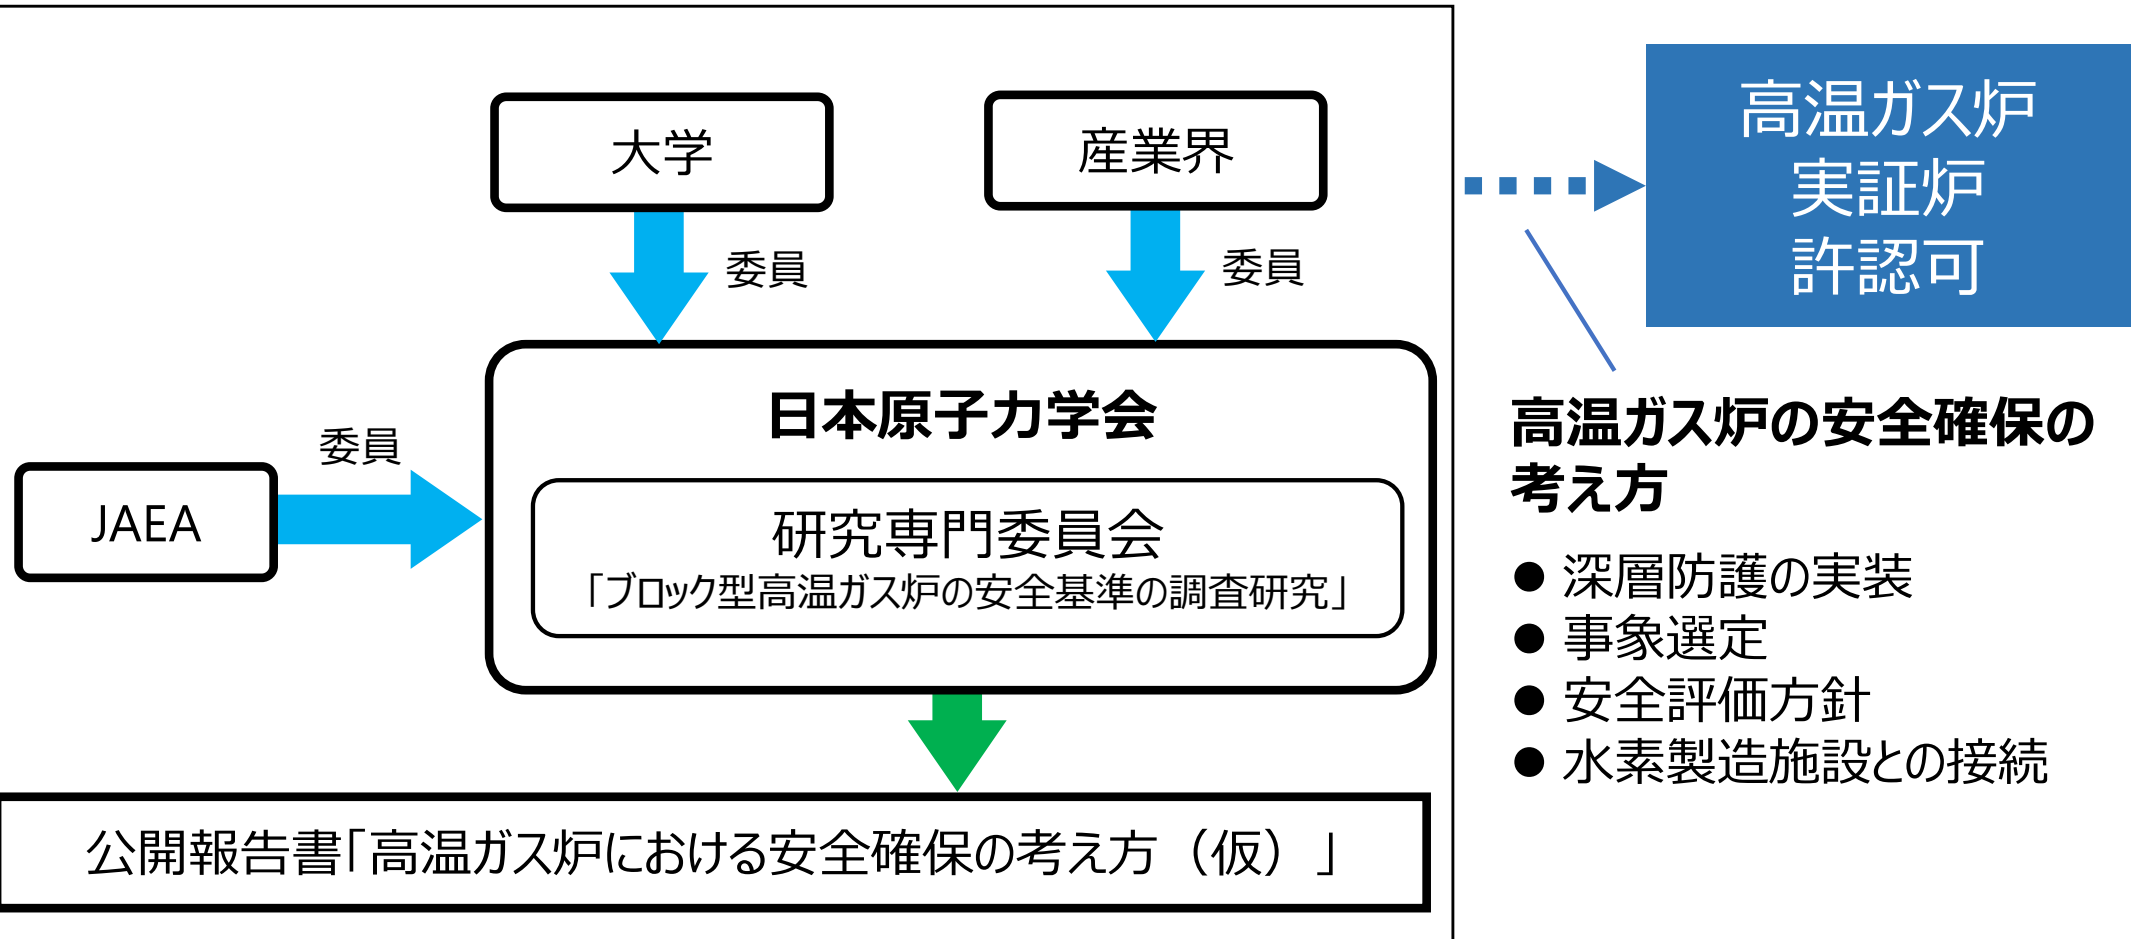 大学
産業界
委員
委員
委員
JAEA
日本原子力学会
研究専門委員会
「ブロック型高温ガス炉の安全基準の調査研究」
公開報告書「高温ガス炉における安全確保の考え方（仮）」
高温ガス炉
実証炉
許認可
高温ガス炉の安全確保の
考え方
● 深層防護の実装
● 事象選定
● 安全評価方針
● 水素製造施設との接続